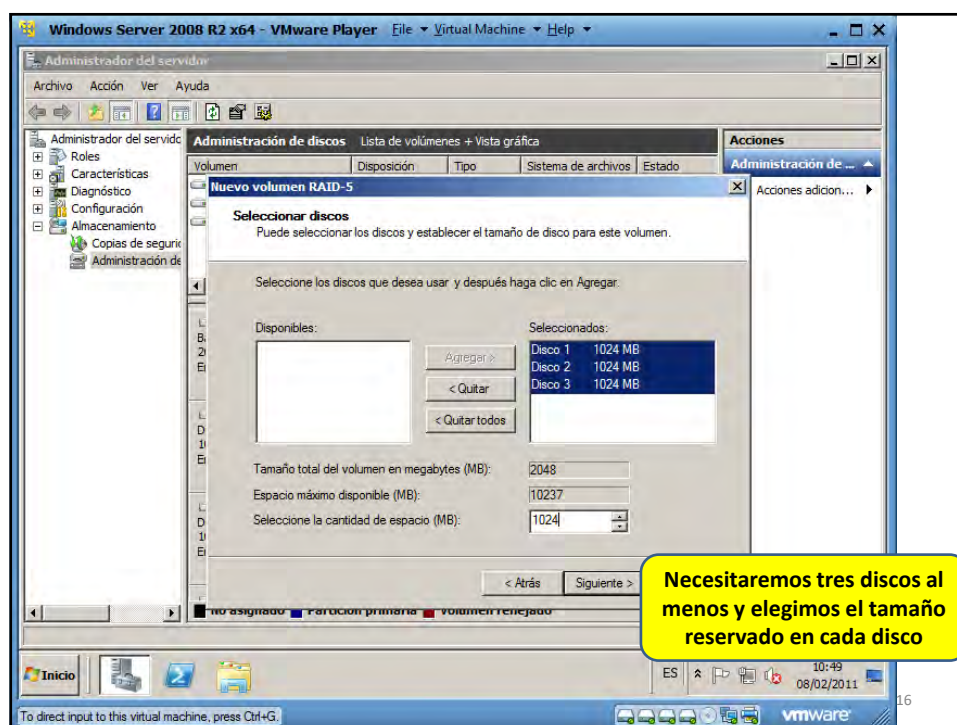 Windows Server 2008 R2 x64 - VMware Player File Virtual Machine Help
Administrador del servidor
Archivo Acción Ver Ayuda
Administrador del servidc
Roles
Características
Diagnóstico
Configuración
Almacenamiento
Copias de seguric
Administración de
Administración de discos Lista de volúmenes + Vista gráfica
Volumen Disposición Tipo Sistema de archivos Estado
Acciones
Administración de ...
Acciones adicion...
Nuevo volumen RAID-5
Seleccionar discos
Puede seleccionar los discos y establecer el tamaño de disco para este volumen.
Seleccione los discos que desea usar y después haga clic en Agregar.
Disponibles:
Seleccionados:
Disco 1 1024 MB
Disco 2 1024 MB
Disco 3 1024 MB
Agregar >
< Quitar
< Quitar todos
Tamaño total del volumen en megabytes (MB): 2048
Espacio máximo disponible (MB): 10237
Seleccione la cantidad de espacio (MB): 1024
< Atrás Siguiente >
No asignado Partición primaria Volumen reflejado
Necesitaremos tres discos al
menos y elegimos el tamaño
reservado en cada disco
Inicio
ES
10:49
08/02/2011
16
To direct input to this virtual machine, press Ctrl+G.
vmware